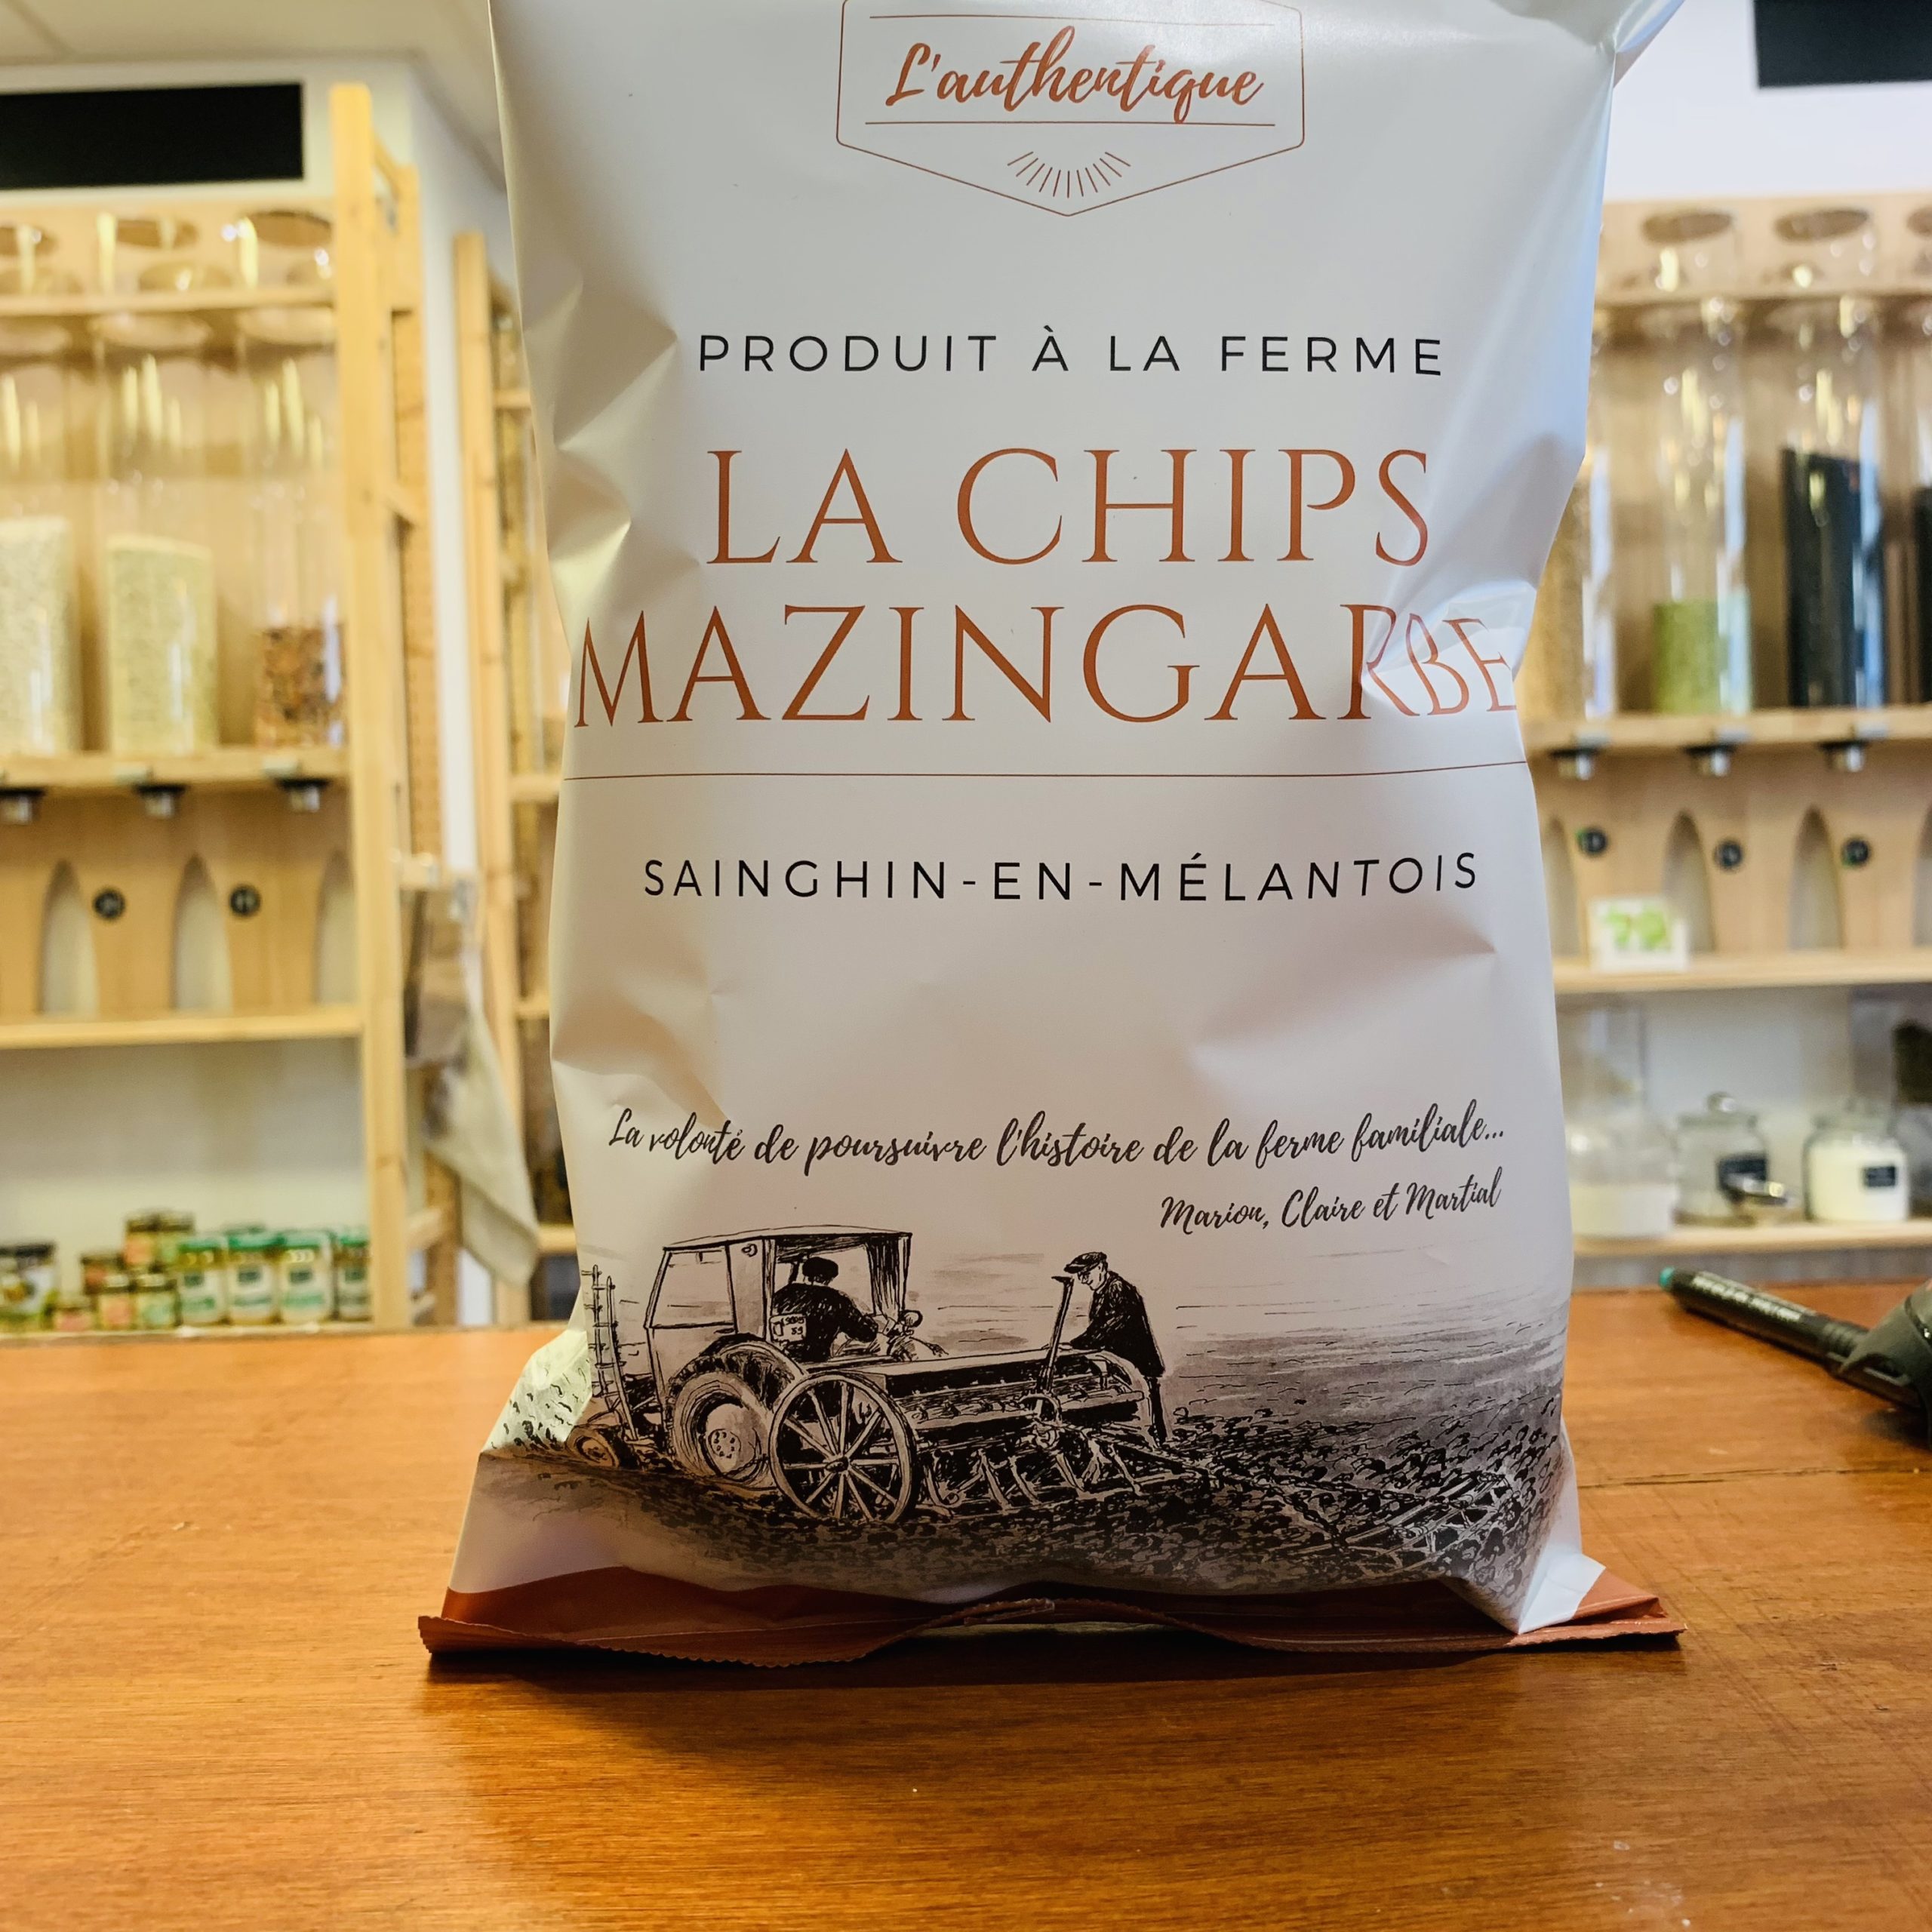 L'authentique
PRODUIT À LA FERME
LA CHIPS
MAZINGARBE
SAINGHIN-EN-MÉLANTOIS
La volonté de poursuivre l'histoire de la ferme familiale...
Marion, Claire et Martial